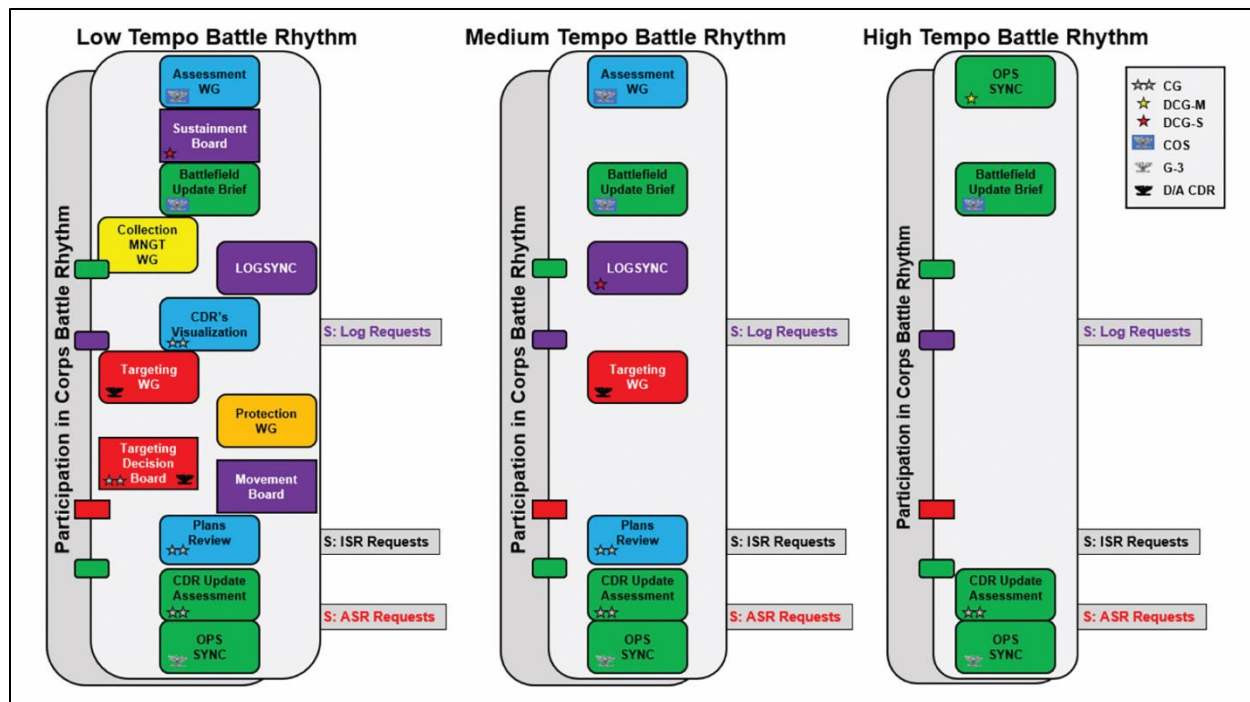 Low Tempo Battle Rhythm
Participation in Corps Battle Rhythm
Assessment
WG
Sustainment
Board
Battlefield
Update Brief
Collection
MNGT
WG
LOGSYNC
CDR's
Visualization
S: Log Requests
Targeting
WG
Protection
WG
Targeting
Decision
Board
Movement
Board
Plans
Review
S: ISR Requests
CDR Update
Assessment
S: ASR Requests
OPS
SYNC
Medium Tempo Battle Rhythm
Participation in Corps Battle Rhythm
Assessment
WG
Battlefield
Update Brief
LOGSYNC
S: Log Requests
Targeting
WG
Plans
Review
S: ISR Requests
CDR Update
Assessment
S: ASR Requests
OPS
SYNC
High Tempo Battle Rhythm
Participation in Corps Battle Rhythm
OPS
SYNC
Battlefield
Update Brief
S: Log Requests
S: ISR Requests
CDR Update
Assessment
S: ASR Requests
OPS
SYNC
CG
DCG-M
DCG-S
COS
G-3
D/A CDR